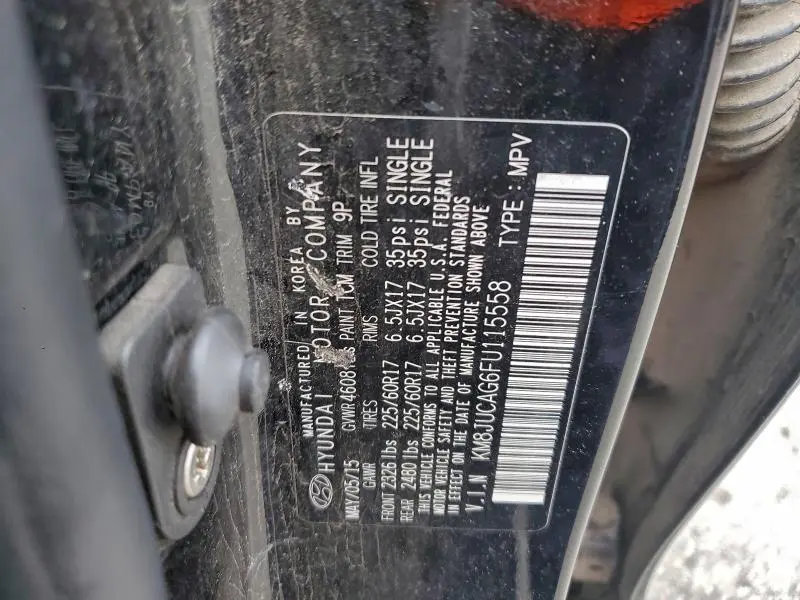 MANUFACTURED IN KOREA BY
HYUNDAI MOTOR COMPANY
MAY/05/15 GVWR 4608 PAINT TCM TRIM 9P
GAWR TIRES RIMS COLD TIRE INFL
FRONT 2326 lbs 225/60R17 6.5JX17 35psi SINGLE
REAR 2480 lbs 225/60R17 6.5JX17 35psi SINGLE
THIS VEHICLE CONFORMS TO ALL APPLICABLE U.S.A. FEDERAL
MOTOR VEHICLE SAFETY AND THEFT PREVENTION STANDARDS
IN EFFECT ON THE DATE OF MANUFACTURE SHOWN ABOVE
V.I.N KM8JUCAG6FU115558 TYPE : MPV